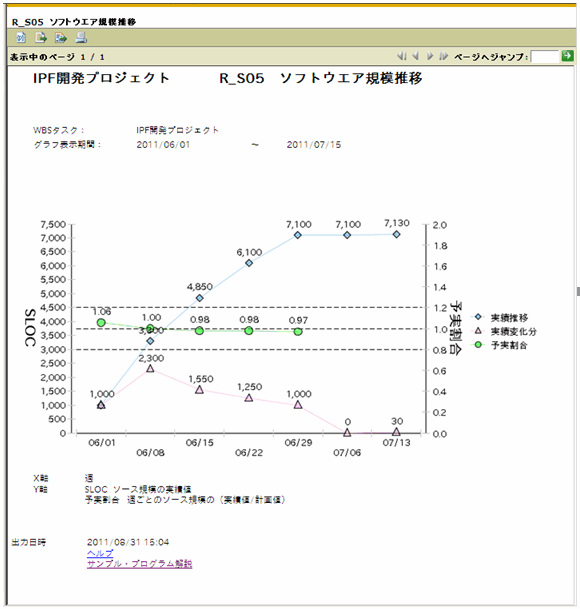 R_S05 ソフトウエア規模推移
表示中のページ 1 / 1
ページへジャンプ:
IPF開発プロジェクト R_S05 ソフトウエア規模推移
WBSタスク: IPF開発プロジェクト
グラフ表示期間: 2011/06/01 ～ 2011/07/15
7,500 7,000 6,500 6,000 5,500 5,000 4,500 4,000 3,500 3,000 2,500 2,000 1,500 1,000 500 0
SLOC
2.0 1.8 1.6 1.4 1.2 1.0 0.8 0.6 0.4 0.2 0.0
予実割合
1,000 4,850 6,100 7,100 7,100 7,130
1.06 1.00 0.98 0.98 0.97
2,300 1,550 1,250 1,000 0 30
06/01 06/08 06/15 06/22 06/29 07/06 07/13
実績推移
実績変化分
予実割合
X軸 週
Y軸 SLOC ソース規模の実績値
予実割合 週ごとのソース規模の（実績値/計画値）
出力日時 2011/08/31 15:04
ヘルプ
サンプル・プログラム解説